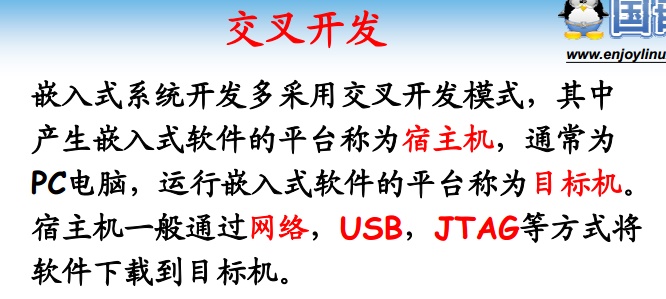 交叉开发
www.enjoylinu
嵌入式系统开发多采用交叉开发模式，其中
产生嵌入式软件的平台称为宿主机，通常为
PC电脑，运行嵌入式软件的平台称为目标机。
宿主机一般通过网络，USB，JTAG等方式将
软件下载到目标机。